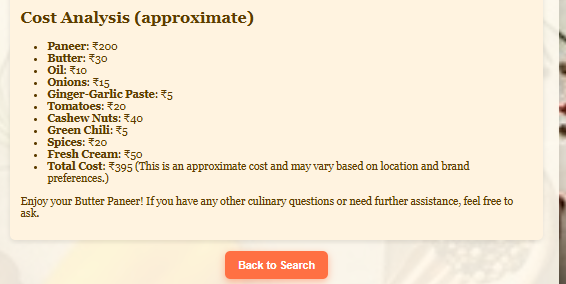 Cost Analysis (approximate)
• Paneer: ₹200
• Butter: ₹30
• Oil: ₹10
• Onions: ₹15
• Ginger-Garlic Paste: ₹5
• Tomatoes: ₹20
• Cashew Nuts: ₹40
• Green Chili: ₹5
• Spices: ₹20
• Fresh Cream: ₹50
• Total Cost: ₹395 (This is an approximate cost and may vary based on location and brand
preferences.)
Enjoy your Butter Paneer! If you have any other culinary questions or need further assistance, feel free to
ask.
Back to Search